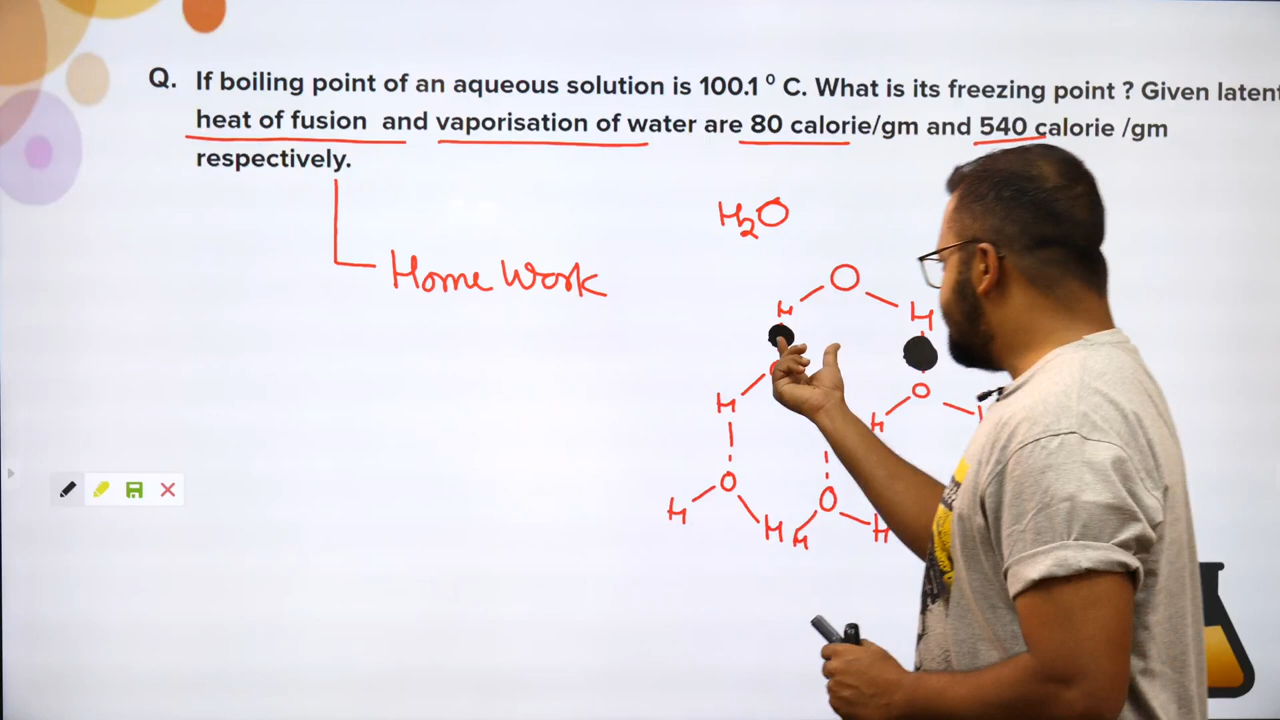 Q. If boiling point of an aqueous solution is 100.1 ⁰ C. What is its freezing point ? Given latent
heat of fusion and vaporisation of water are 80 calorie/gm and 540 calorie /gm
respectively.
H₂O
Home Work
O
H H
O
H H
O
H H
O
H H